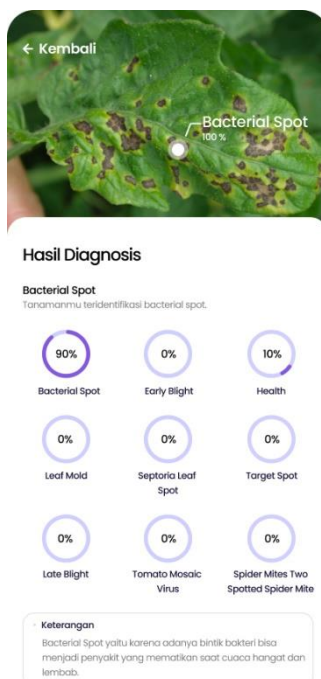 ← Kembali
Bacterial Spot
100 %
Hasil Diagnosis
Bacterial Spot
Tanamanmu teridentifikasi bacterial spot.
90%
0%
10%
Bacterial Spot
Early Blight
Health
0%
0%
0%
Leaf Mold
Septoria Leaf
Spot
Target Spot
0%
0%
0%
Late Blight
Tomato Mosaic
Virus
Spider Mites Two
Spotted Spider Mite
Keterangan
Bacterial Spot yaitu karena adanya bintik bakteri bisa
menjadi penyakit yang mematikan saat cuaca hangat dan
lembab.